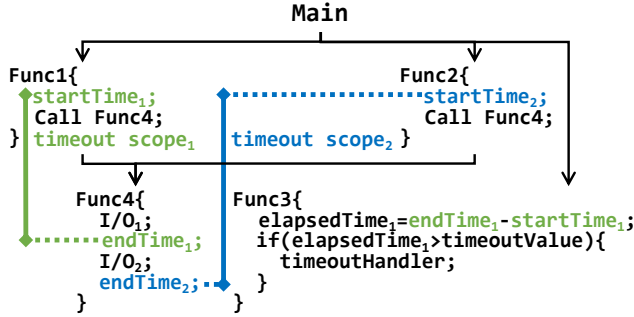 Main
Func1{
startTime₁;
Call Func4;
}
timeout scope₁
Func2{
startTime₂;
Call Func4;
}
timeout scope₂
Func4{
I/O₁;
endTime₁;
I/O₂;
endTime₂;
}
Func3{
elapsedTime₁=endTime₁-startTime₁;
if(elapsedTime₁>timeoutValue){
timeoutHandler;
}
}